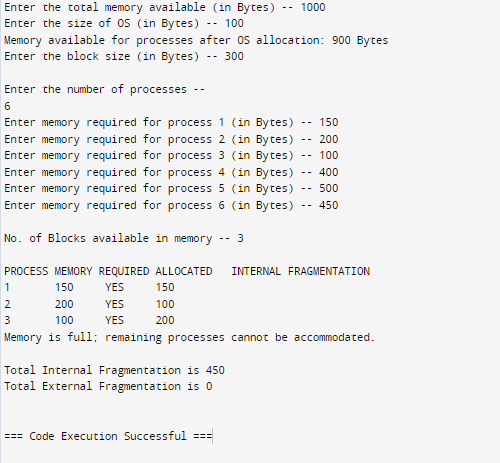 Enter the total memory available (in Bytes) -- 1000
Enter the size of OS (in Bytes) -- 100
Memory available for processes after OS allocation: 900 Bytes
Enter the block size (in Bytes) -- 300
Enter the number of processes --
6
Enter memory required for process 1 (in Bytes) -- 150
Enter memory required for process 2 (in Bytes) -- 200
Enter memory required for process 3 (in Bytes) -- 100
Enter memory required for process 4 (in Bytes) -- 400
Enter memory required for process 5 (in Bytes) -- 500
Enter memory required for process 6 (in Bytes) -- 450
No. of Blocks available in memory -- 3
PROCESS MEMORY REQUIRED ALLOCATED   INTERNAL FRAGMENTATION
1       150     YES     150
2       200     YES     100
3       100     YES     200
Memory is full; remaining processes cannot be accommodated.
Total Internal Fragmentation is 450
Total External Fragmentation is 0
=== Code Execution Successful ===